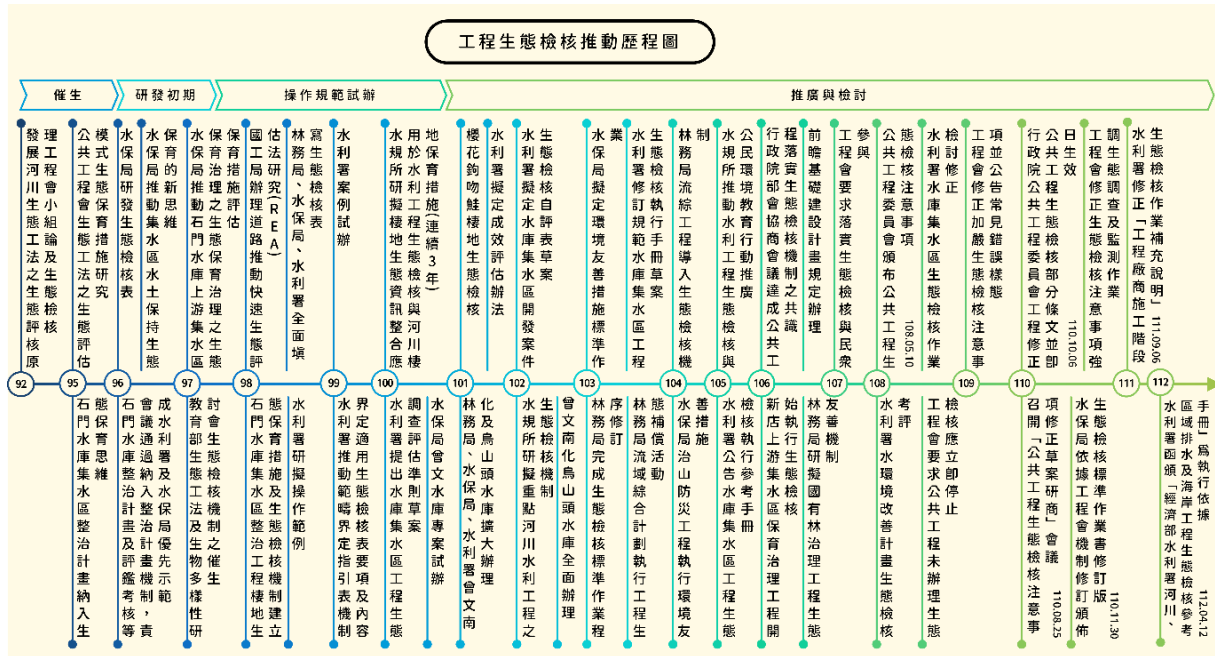 工程生態檢核推動歷程圖
催生
研發初期
操作規範試辦
推廣與檢討
發展河川生態工法之生態評核原
理工程會小組論及生態檢核
公共工程會生態工法之生態評估
模式生態保育措施研究
水保局研發生態檢核表
水保局推動集水區水土保持生態
保育的新思維
水保局推動石門水庫上游集水區
保育治理之生態保育治理之生態
保育措施評估
國工局辦理道路推動快速生態評
估法研究(REA)
林務局、水保局、水利署全面填
寫生態檢核表
水利署案例試辦
水規所研擬棲地生態資訊整合應
用於水利工程生態檢核與河川棲
地保育措施(連續3年)
櫻花鉤吻鮭棲地生態檢核
水利署擬定成效評估辦法
水利署擬定水庫集水區開發案件
生態檢核自評表草案
水保局擬定環境友善措施標準作
業
水利署修訂規範水庫集水區工程
生態檢核執行手冊草案
林務局流綜工程導入生態檢核機
制
水規所推動水利工程生態檢核與
公民環境教育行動推廣
行政院部會協商會議達成公共工
程落實生態檢核機制之共識
前瞻基礎建設計畫規定辦理
工程會要求落實生態檢核與民眾
參與
公共工程委員會頒布公共工程生
態檢核注意事項 108.05.10
水利署水庫集水區生態檢核作業
檢討修正
工程會修正加嚴生態檢核注意事
項並公告常見錯誤樣態
行政院公共工程委員會工程修正
公共工程生態檢核部分條文並即
日生效 110.10.06
工程會修正生態檢核注意事項強
調生態調查及監測作業
水利署修正「工程廠商施工階段
生態檢核作業補充說明」 111.09.06
92 95 96 97 98 99 100 101 102 103 104 105 106 107 108 109 110 111 112
石門水庫集水區整治計畫納入生
態保育思維
石門水庫整治計畫及評鑑考核等
會議通過納入整治計畫機制，責
成水利署及水保局優先示範
教育部生態工法及生物多樣性研
討會生態檢核機制之催生
石門水庫集水區整治工程棲地生
態保育措施及生態檢核機制建立
水利署研擬操作範例
水利署推動範疇界定指引表機制
界定適用生態檢核表要項及內容
水利署提出水庫集水區工程生態
調查評估準則草案
水保局曾文水庫專案試辦
林務局、水保局、水利署曾文南
化及烏山頭水庫擴大辦理
水規所研擬重點河川水利工程之
生態檢核機制
曾文南化烏山頭水庫全面辦理
林務局完成生態檢核標準作業程
序修訂
林務局流域綜合計劃執行工程生
態補償活動
水保局治山防災工程執行環境友
善措施
水利署公告水庫集水區工程生態
檢核執行參考手冊
新店上游集水區保育治理工程開
始執行生態檢核
林務局研擬國有林治理工程生態
友善機制
水利署水環境改善計畫生態檢核
考評
工程會要求公共工程未辦理生態
檢核應立即停止
召開「公共工程生態檢核注意事
項修正草案研商」會議 110.08.25
水保局依據工程會機制修訂頒佈
生態檢核標準作業書修訂版 110.11.30
水利署函頒「經濟部水利署河川、
區域排水及海岸工程生態檢核參考
手冊」為執行依據 112.04.12